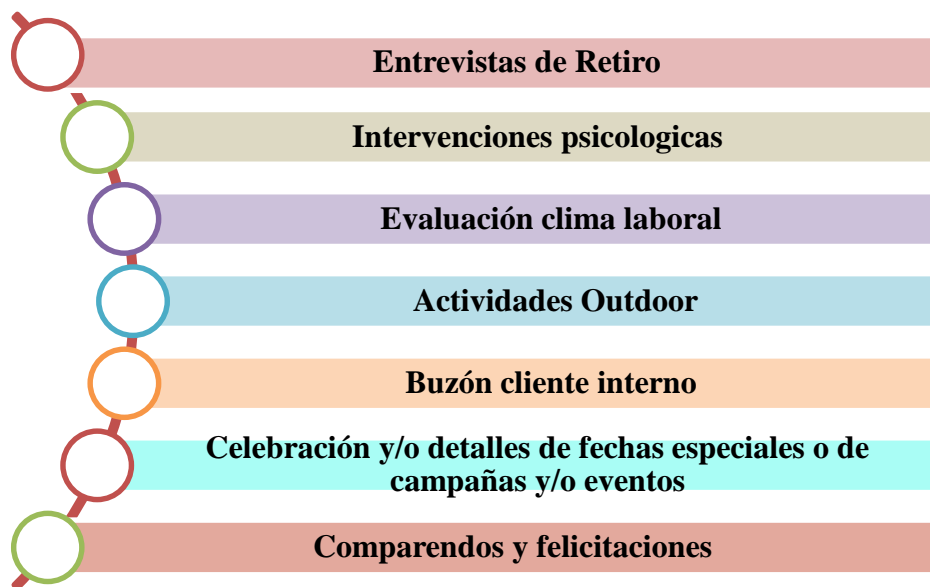 Entrevistas de Retiro
Intervenciones psicologicas
Evaluación clima laboral
Actividades Outdoor
Buzón cliente interno
Celebración y/o detalles de fechas especiales o de
campañas y/o eventos
Comparendos y felicitaciones